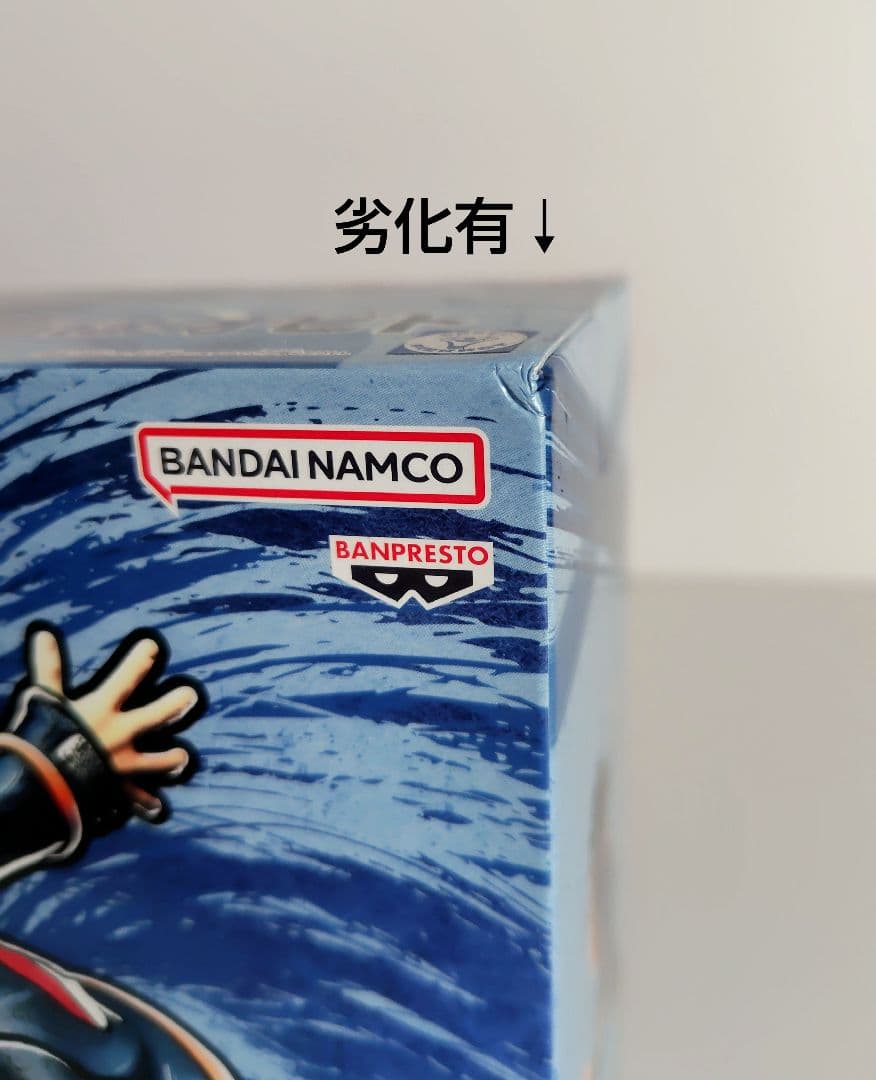 劣化有↓
BANDAI NAMCO
BANPRESTO